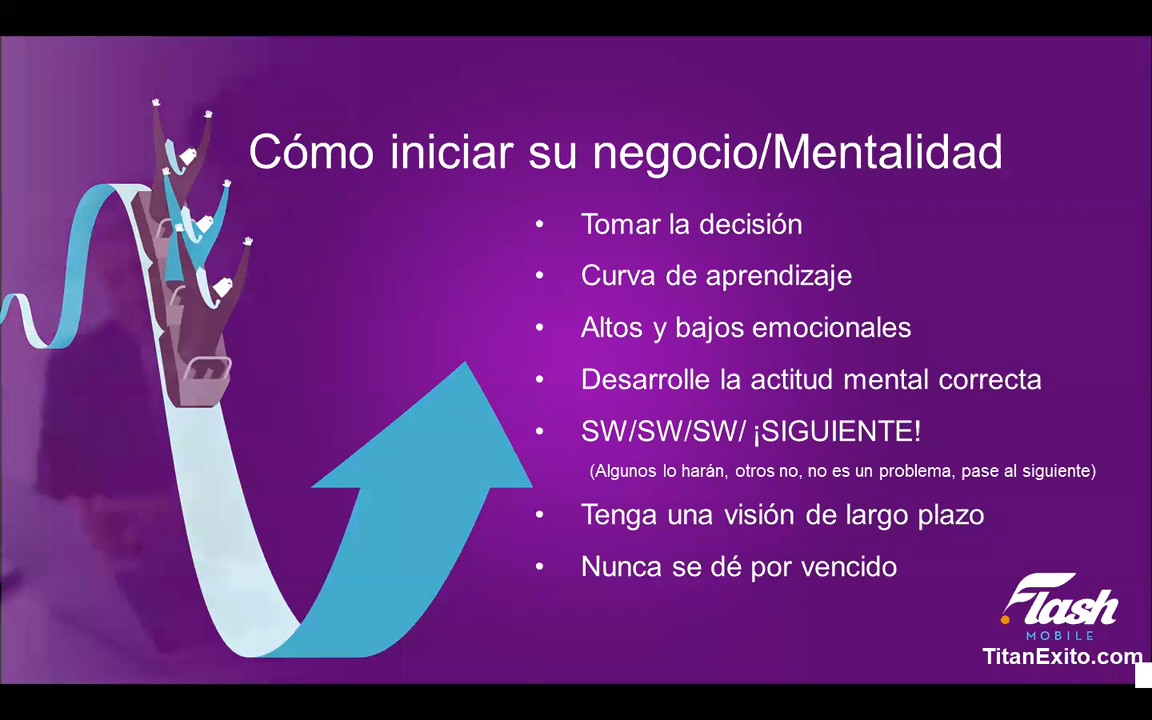 Cómo iniciar su negocio/Mentalidad
• Tomar la decisión
• Curva de aprendizaje
• Altos y bajos emocionales
• Desarrolle la actitud mental correcta
• SW/SW/SW/ ¡SIGUIENTE!
(Algunos lo harán, otros no, no es un problema, pase al siguiente)
• Tenga una visión de largo plazo
• Nunca se dé por vencido
Flash
MOBILE
TitanExito.com